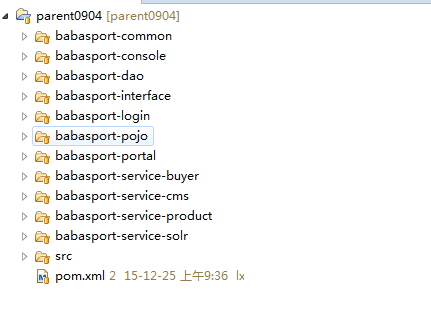 parent0904 [parent0904]
babasport-common
babasport-console
babasport-dao
babasport-interface
babasport-login
babasport-pojo
babasport-portal
babasport-service-buyer
babasport-service-cms
babasport-service-product
babasport-service-solr
src
pom.xml 2 15-12-25 上午9:36 lx